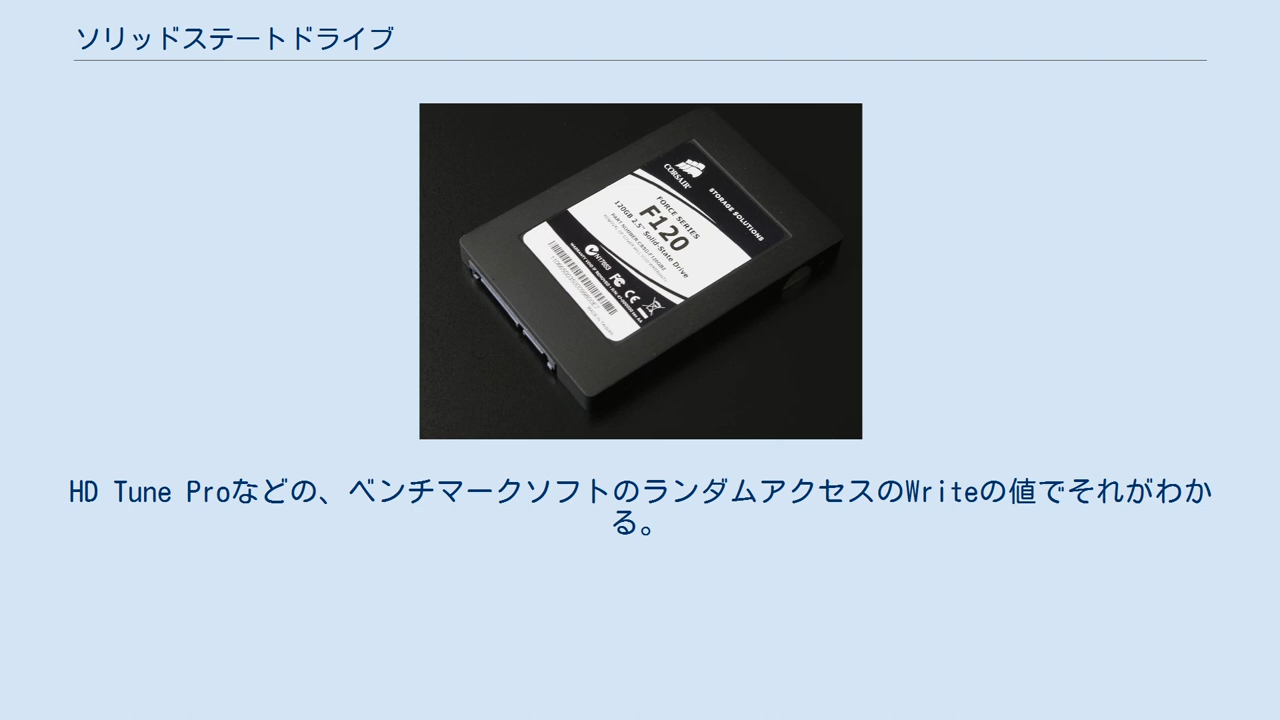 ソリッドステートドライブ
CORSAIR
STORAGE SOLUTIONS
FORCE SERIES
F120
120GB 2.5" Solid-State Drive
N17663
FC CE
HD Tune Proなどの、ベンチマークソフトのランダムアクセスのWriteの値でそれがわか
る。